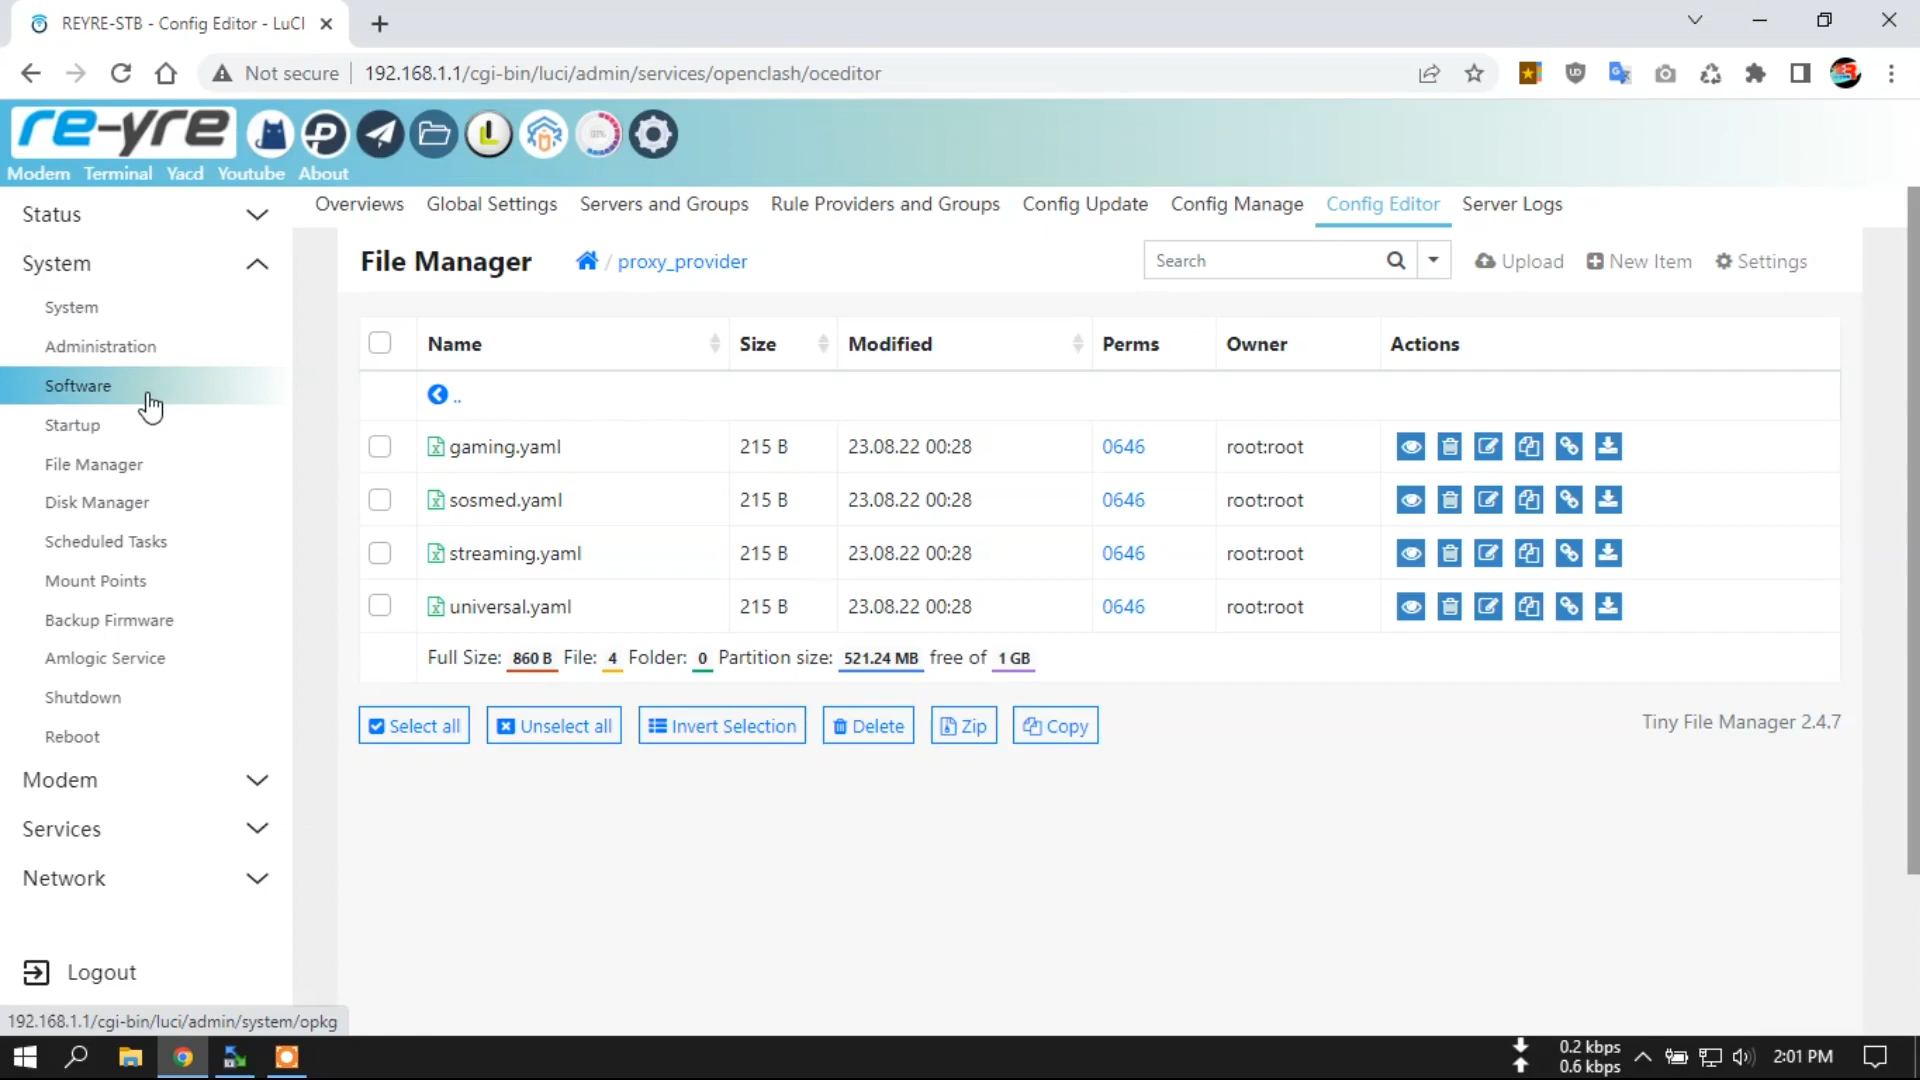 REYRE-STB - Config Editor - LuCI
Not secure
192.168.1.1/cgi-bin/luci/admin/services/openclash/oceditor
re-yre
Modem Terminal Yacd Youtube About
Status
System
System
Administration
Software
Startup
File Manager
Disk Manager
Scheduled Tasks
Mount Points
Backup Firmware
Amlogic Service
Shutdown
Reboot
Modem
Services
Network
Logout
Overviews Global Settings Servers and Groups Rule Providers and Groups Config Update Config Manage Config Editor Server Logs
File Manager / proxy_provider Search Upload New Item Settings
Name Size Modified Perms Owner Actions
..
gaming.yaml 215 B 23.08.22 00:28 0646 root:root
sosmed.yaml 215 B 23.08.22 00:28 0646 root:root
streaming.yaml 215 B 23.08.22 00:28 0646 root:root
universal.yaml 215 B 23.08.22 00:28 0646 root:root
Full Size: 860 B File: 4 Folder: 0 Partition size: 521.24 MB free of 1 GB
Select all Unselect all Invert Selection Delete Zip Copy
Tiny File Manager 2.4.7
192.168.1.1/cgi-bin/luci/admin/system/opkg
0.2 kbps
0.6 kbps
2:01 PM